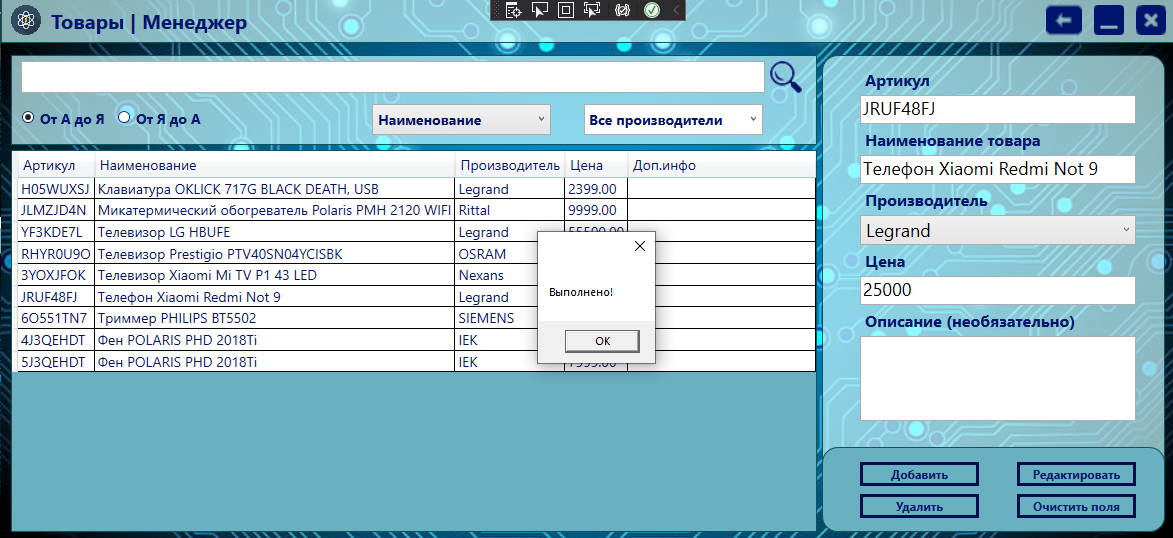 Товары | Менеджер
От А до Я
От Я до А
Наименование
Все производители
Артикул Наименование Производитель Цена Доп.инфо
H05WUXSJ Клавиатура OKLICK 717G BLACK DEATH, USB Legrand 2399.00
JLMZJD4N Микатермический обогреватель Polaris PMH 2120 WIFI Rittal 9999.00
YF3KDE7L Телевизор LG HBUFE Legrand 55500.00
RHYR0U9O Телевизор Prestigio PTV40SN04YCISBK OSRAM
3YOXJFOK Телевизор Xiaomi Mi TV P1 43 LED Nexans
JRUF48FJ Телефон Xiaomi Redmi Not 9 Legrand
6O551TN7 Триммер PHILIPS BT5502 SIEMENS
4J3QEHDT Фен POLARIS PHD 2018Ti IEK
5J3QEHDT Фен POLARIS PHD 2018Ti IEK 7999.00
Выполнено!
OK
Артикул
JRUF48FJ
Наименование товара
Телефон Xiaomi Redmi Not 9
Производитель
Legrand
Цена
25000
Описание (необязательно)
Добавить
Редактировать
Удалить
Очистить поля